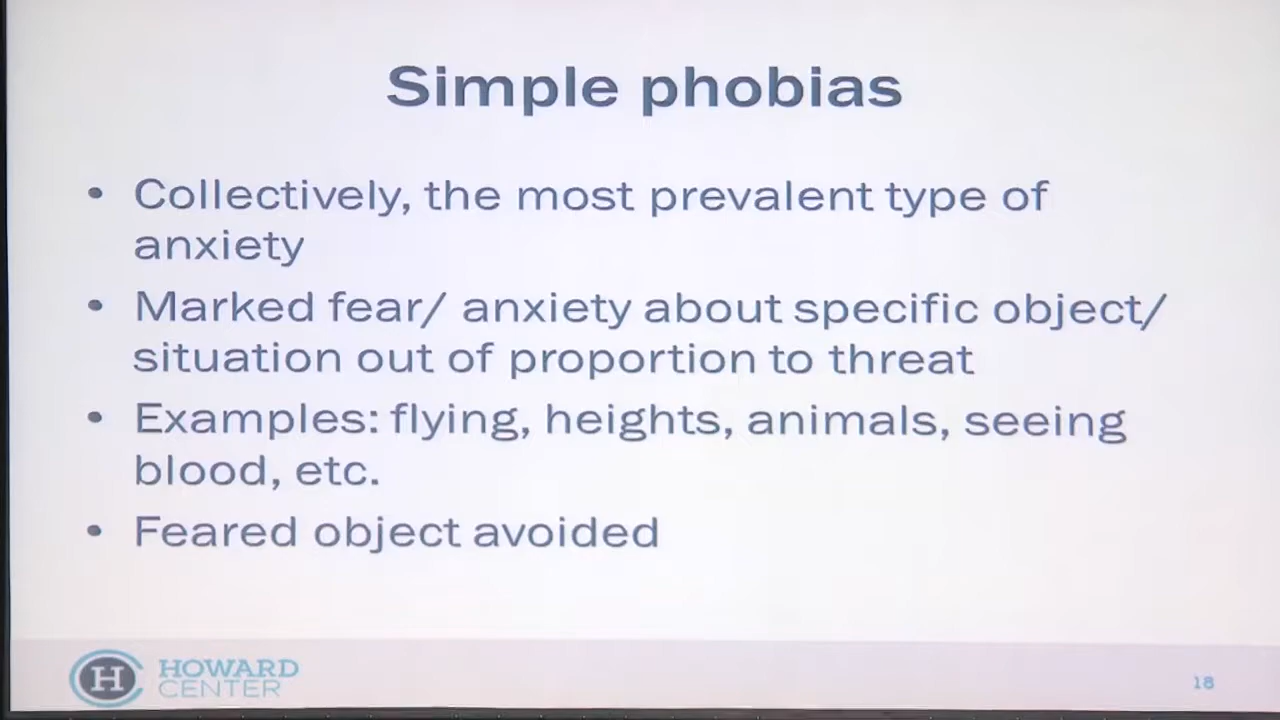 Simple phobias
• Collectively, the most prevalent type of
anxiety
• Marked fear/ anxiety about specific object/
situation out of proportion to threat
• Examples: flying, heights, animals, seeing
blood, etc.
• Feared object avoided
H HOWARD
CENTER
18